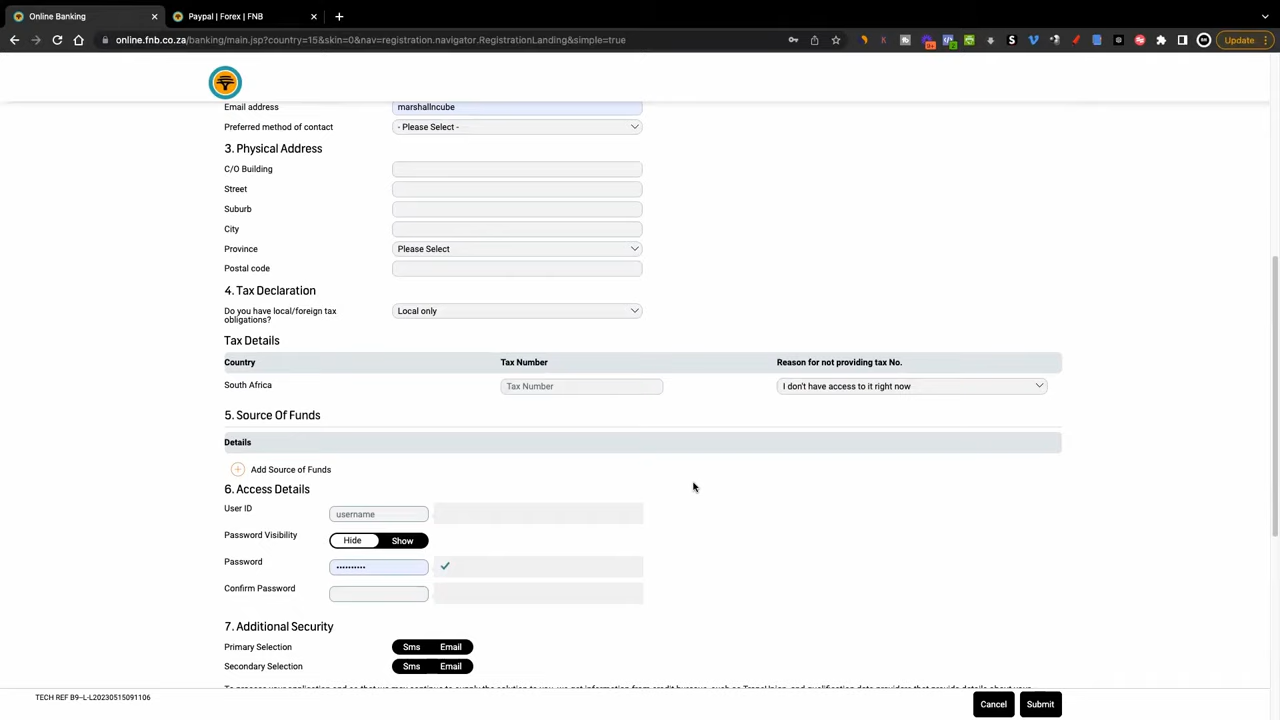 Online Banking
Paypal | Forex | FNB
online.fnb.co.za/banking/main.jsp?country=15&skin=0&nav=registration.navigator.RegistrationLanding&simple=true
Update
Email address
marshallncube
Preferred method of contact
- Please Select -
3. Physical Address
C/O Building
Street
Suburb
City
Province
Please Select
Postal code
4. Tax Declaration
Do you have local/foreign tax
obligations?
Local only
Tax Details
Country
Tax Number
Reason for not providing tax No.
South Africa
Tax Number
I don't have access to it right now
5. Source Of Funds
Details
Add Source of Funds
6. Access Details
User ID
username
Password Visibility
Hide
Show
Password
Confirm Password
7. Additional Security
Primary Selection
Sms
Email
Secondary Selection
Sms
Email
TECH REF B9–L-L20230515091106
Cancel
Submit